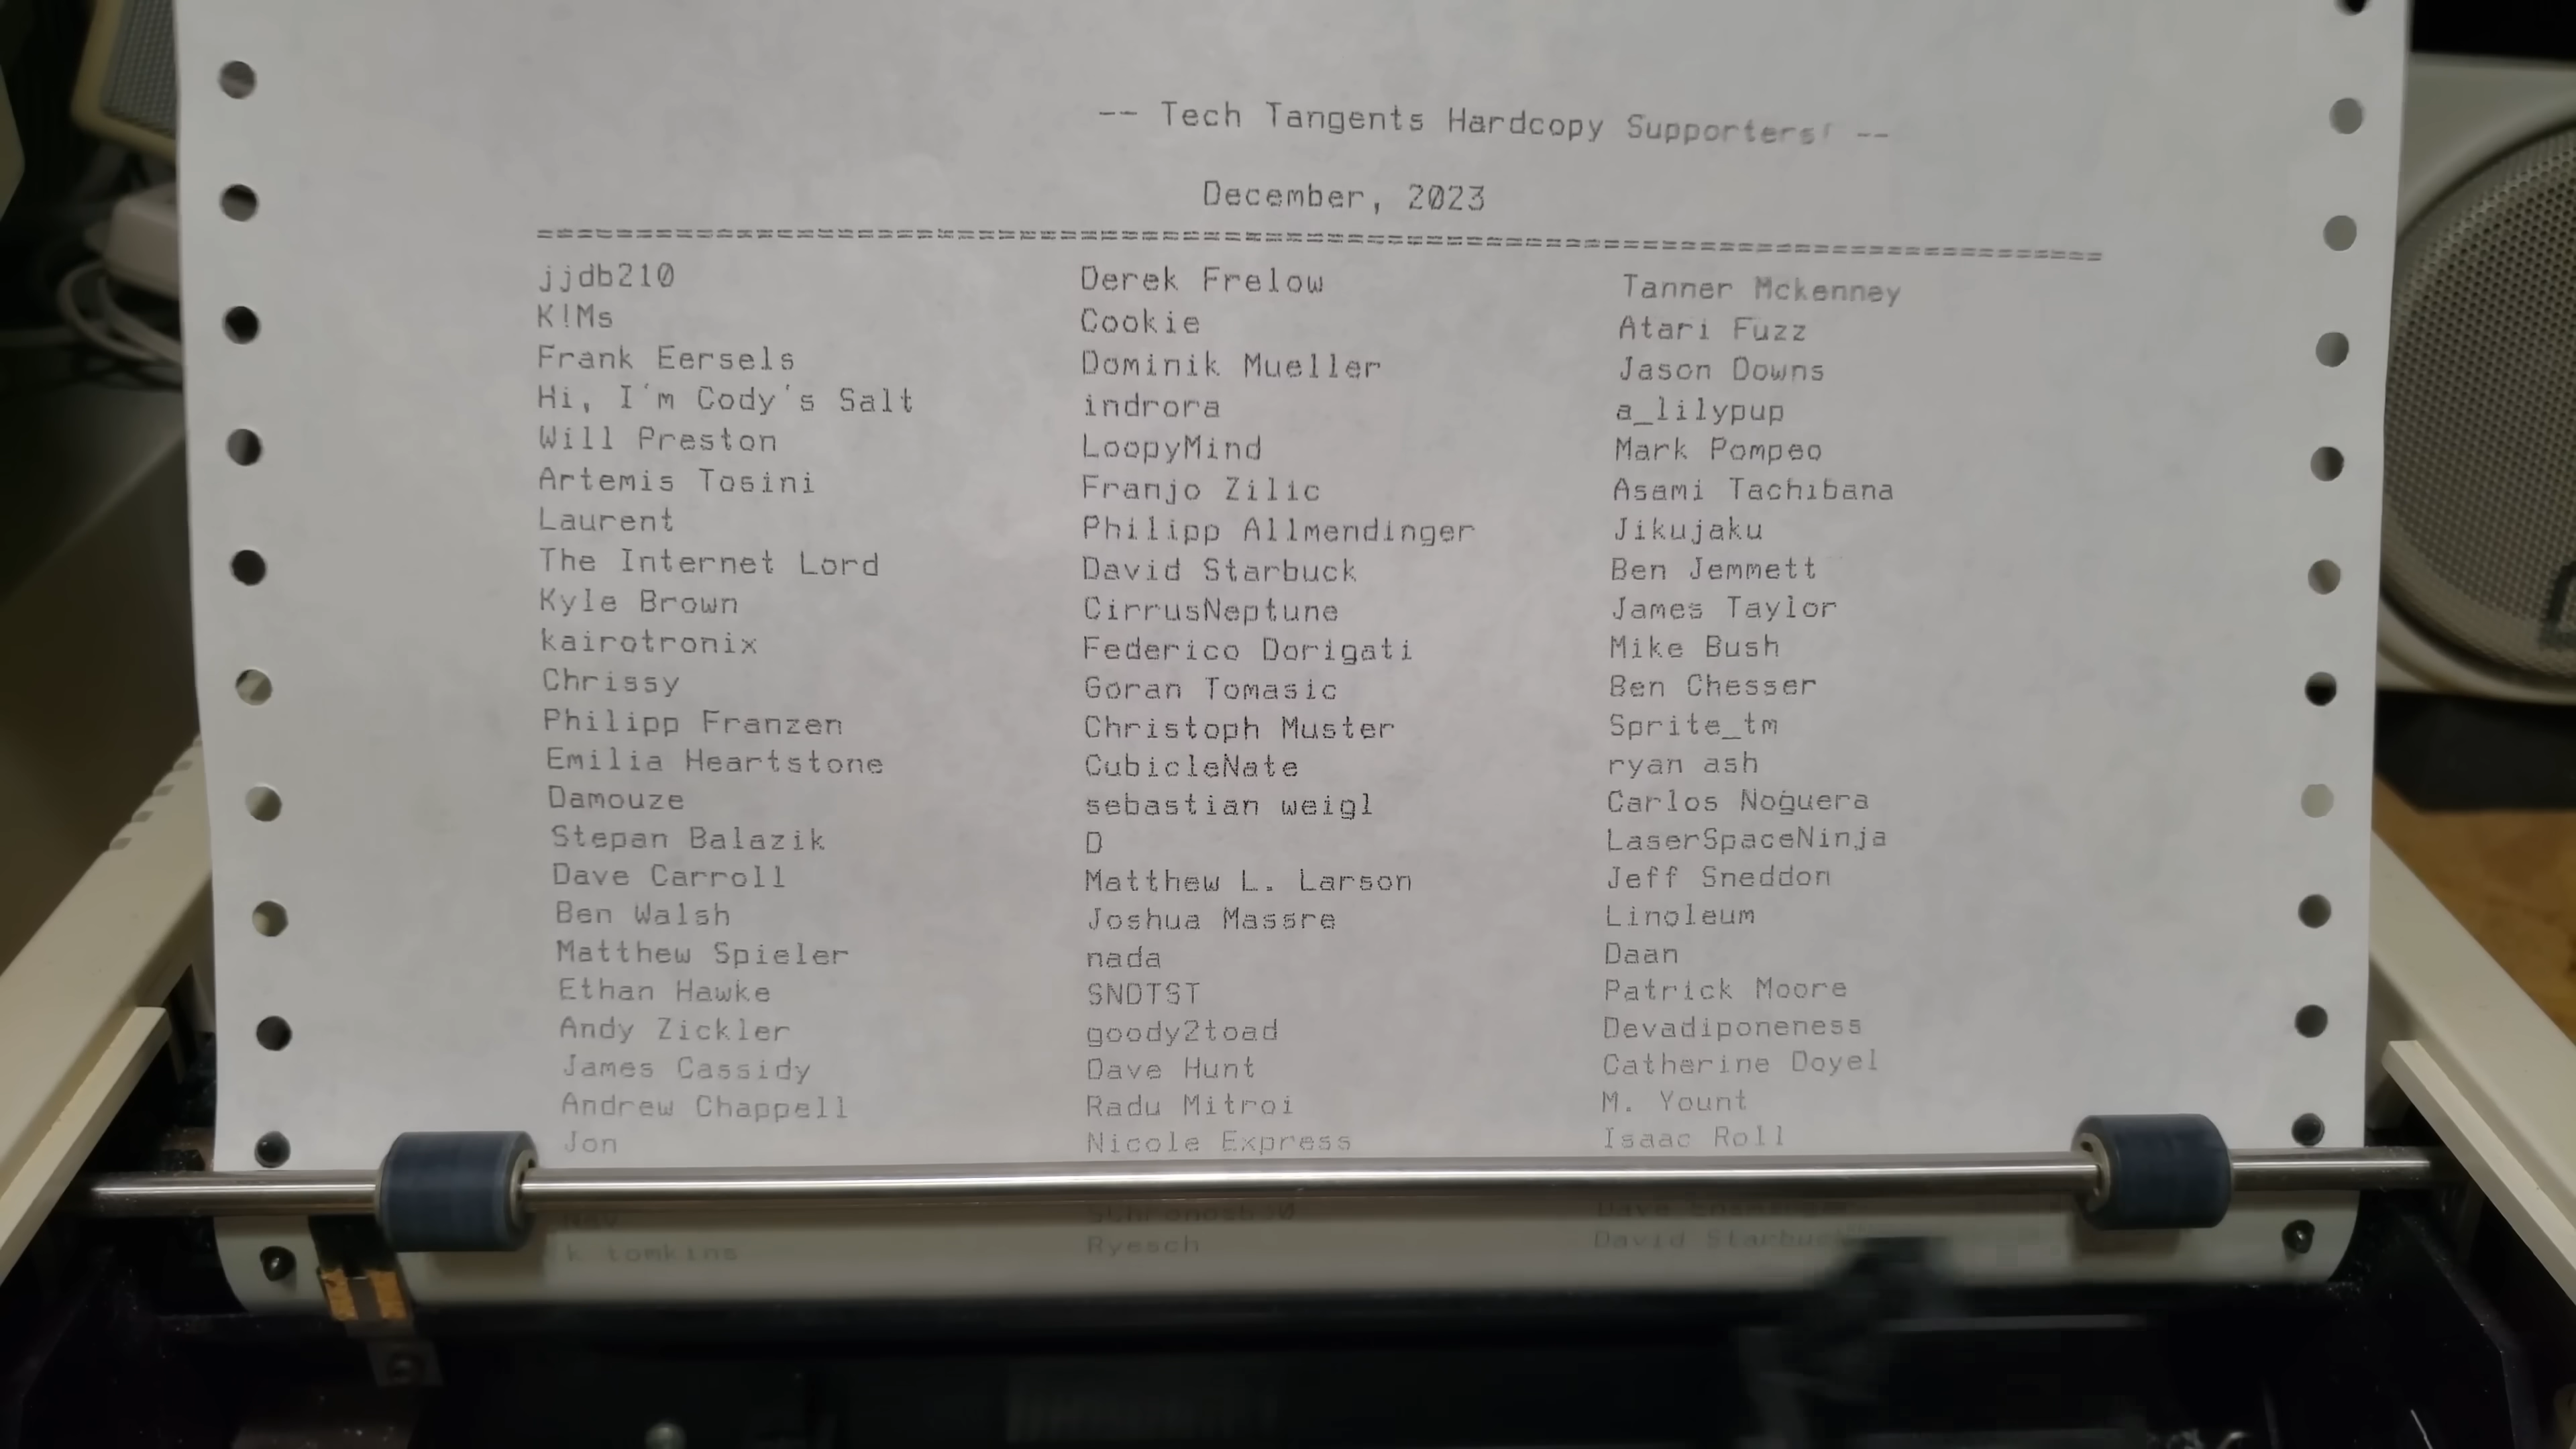 -- Tech Tangents Hardcopy Supporters! --
December, 2023
================================================================================
jjdb210 Derek Frelow Tanner Mckenney
K!Ms Cookie Atari Fuzz
Frank Eersels Dominik Mueller Jason Downs
Hi, I'm Cody's Salt indrora a_lilypup
Will Preston LoopyMind Mark Pompeo
Artemis Tosini Franjo Zilic Asami Tachibana
Laurent Philipp Allmendinger Jikujaku
The Internet Lord David Starbuck Ben Jemmett
Kyle Brown CirrusNeptune James Taylor
kairotronix Federico Dorigati Mike Bush
Chrissy Goran Tomasic Ben Chesser
Philipp Franzen Christoph Muster Sprite_tm
Emilia Heartstone CubicleNate ryan ash
Damouze sebastian weigl Carlos Noguera
Stepan Balazik D LaserSpaceNinja
Dave Carroll Matthew L. Larson Jeff Sneddon
Ben Walsh Joshua Massre Linoleum
Matthew Spieler nada Daan
Ethan Hawke SNDTST Patrick Moore
Andy Zickler goody2toad Devadiponeness
James Cassidy Dave Hunt Catherine Doyel
Andrew Chappell Radu Mitroi M. Yount
Jon Nicole Express Isaac Roll
Dave
k tomkins Ryesch David Starbuck